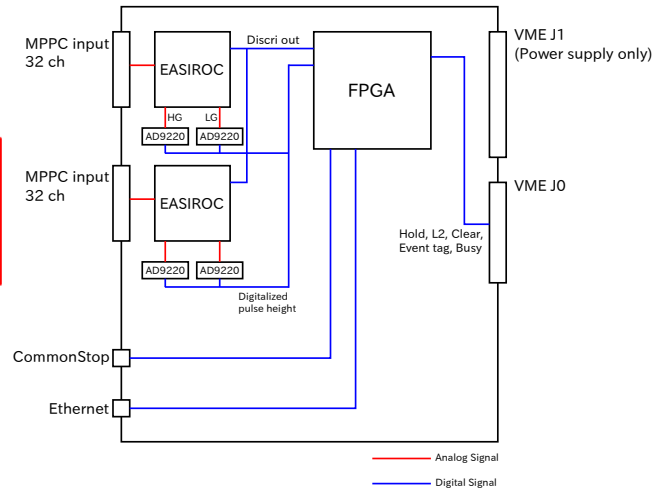 MPPC input
32 ch
EASIROC
Discri out
FPGA
VME J1
(Power supply only)
HG
LG
AD9220
AD9220
MPPC input
32 ch
EASIROC
VME J0
Hold, L2, Clear,
Event tag, Busy
AD9220
AD9220
Digitalized
pulse height
CommonStop
Ethernet
Analog Signal
Digital Signal